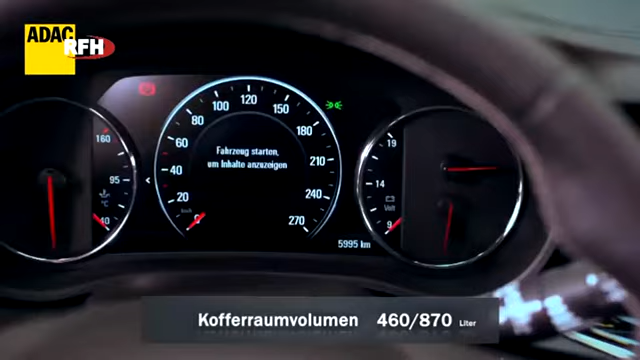 ADAC
RFH
160
95
°C
40
20
40
60
80
100
120
150
180
210
240
270
km/h
0
Fahrzeug starten,
um Inhalte anzuzeigen
5995 km
19
14
Volt
9
Kofferraumvolumen 460/870 Liter